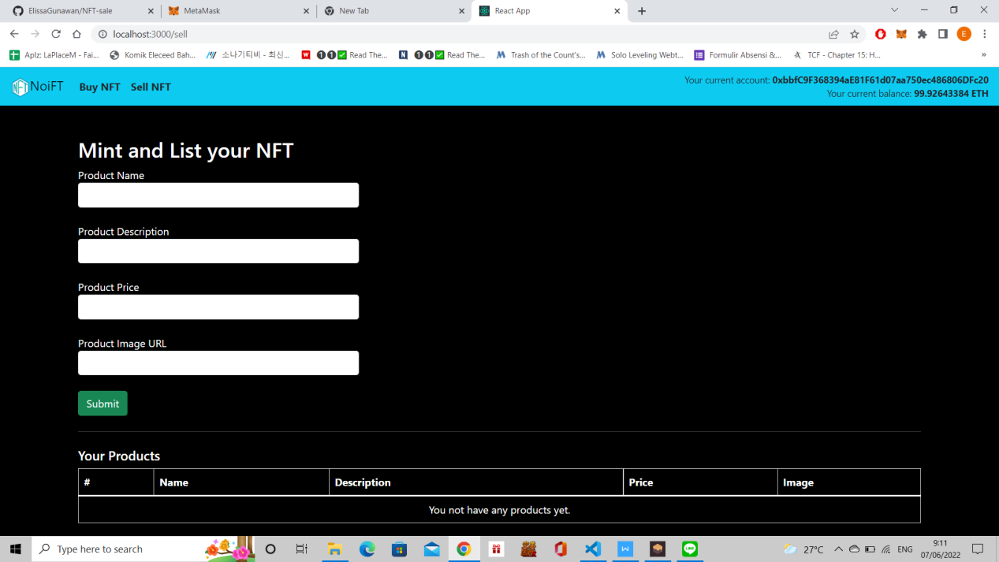 ElissaGunawan/NFT-sale
MetaMask
New Tab
React App
localhost:3000/sell
E
Aplz: LaPlaceM - Fai...
Komik Eleceed Bah...
소나기티비 - 최신...
W ❶❶✅ Read The...
N ❶❶✅ Read The...
Trash of the Count's...
Solo Leveling Webt...
Formulir Absensi &...
TCF - Chapter 15: H...
»
NFT NoiFT
Buy NFT
Sell NFT
Your current account: 0xbbfC9F368394aE81F61d07aa750ec486806DFc20
Your current balance: 99.92643384 ETH
Mint and List your NFT
Product Name
Product Description
Product Price
Product Image URL
Submit
Your Products
# Name Description Price Image
You not have any products yet.
Type here to search
27°C
ENG
9:11
07/06/2022